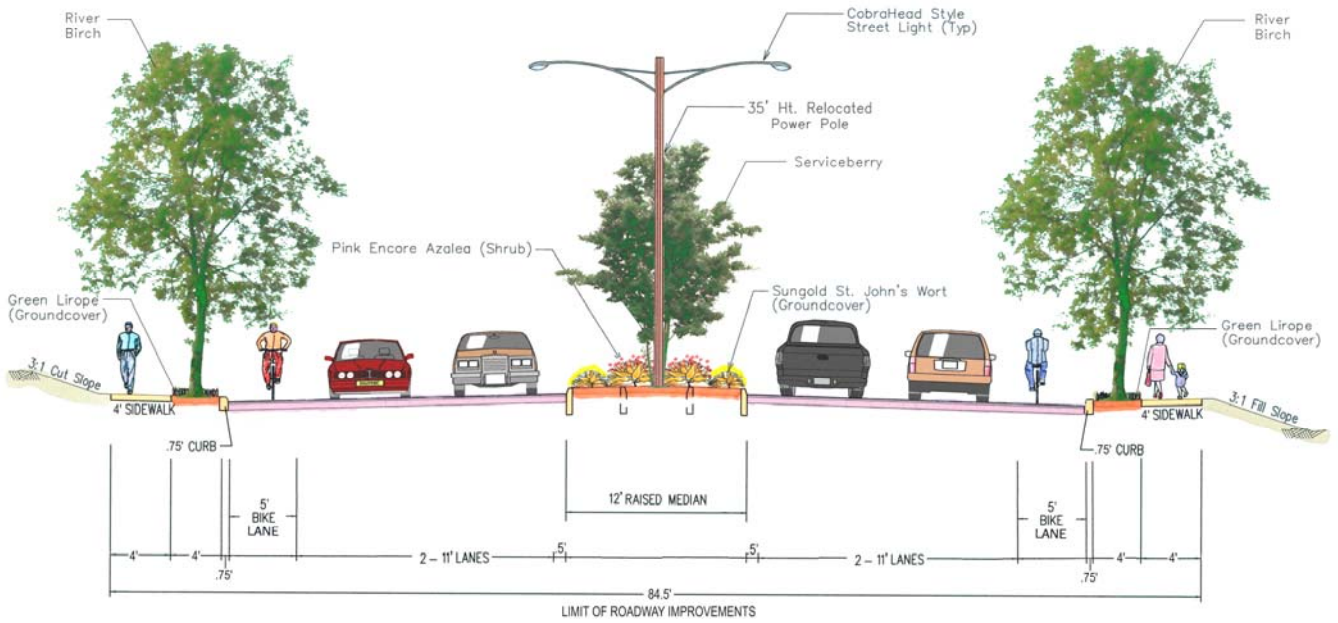 River
Birch
CobraHead Style
Street Light (Typ)
River
Birch
35' Ht. Relocated
Power Pole
Serviceberry
Pink Encore Azalea (Shrub)
Green Lirope
(Groundcover)
Sungold St. John's Wort
(Groundcover)
Green Lirope
(Groundcover)
3:1 Cut Slope
4' SIDEWALK
4' SIDEWALK
3:1 Fill Slope
.75' CURB
.75' CURB
5'
BIKE
LANE
12' RAISED MEDIAN
5'
BIKE
LANE
4'
4'
.75'
2 - 11' LANES
.5'
.5'
2 - 11' LANES
.75'
4'
4'
84.5'
LIMIT OF ROADWAY IMPROVEMENTS